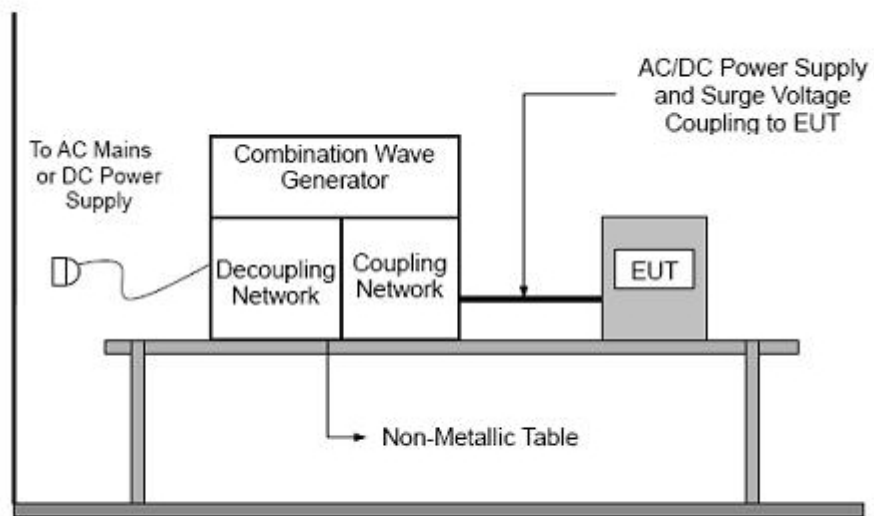 AC/DC Power Supply
and Surge Voltage
Coupling to EUT
To AC Mains
or DC Power
Supply
Combination Wave
Generator
Decoupling
Network
Coupling
Network
EUT
Non-Metallic Table